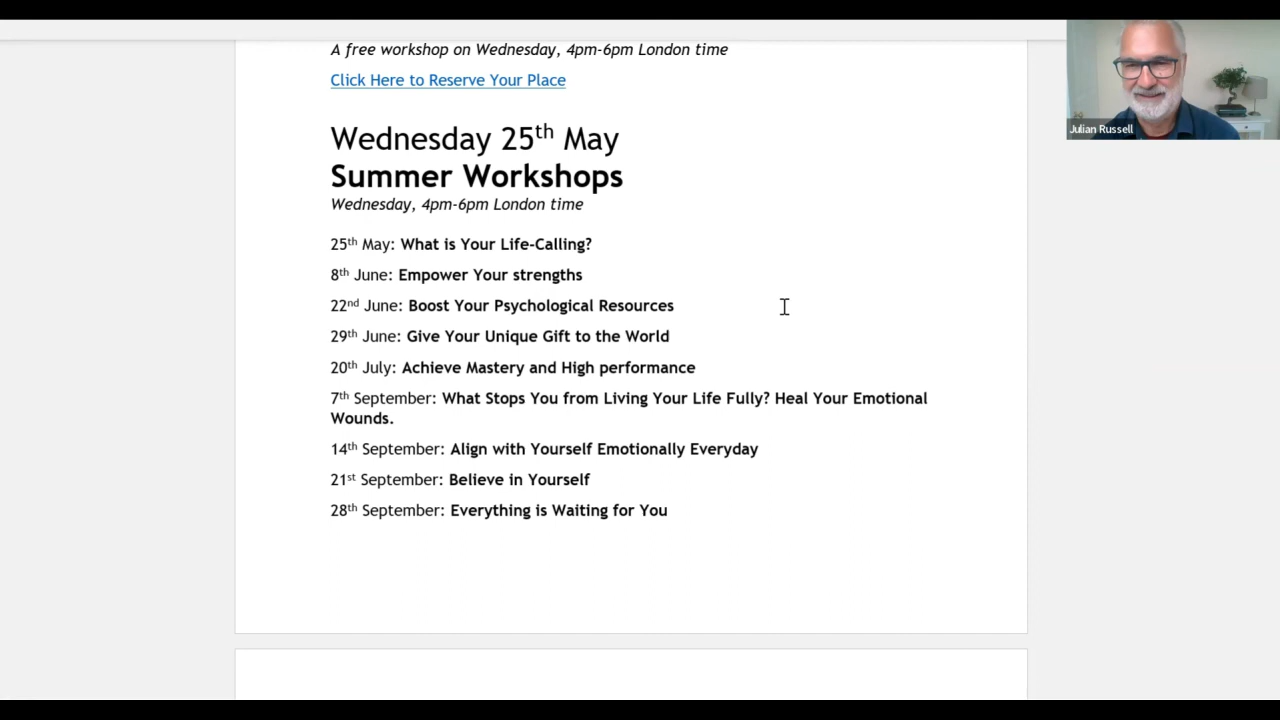 A free workshop on Wednesday, 4pm-6pm London time
Click Here to Reserve Your Place
Julian Russell
Wednesday 25th May
Summer Workshops
Wednesday, 4pm-6pm London time
25th May: What is Your Life-Calling?
8th June: Empower Your strengths
22nd June: Boost Your Psychological Resources
29th June: Give Your Unique Gift to the World
20th July: Achieve Mastery and High performance
7th September: What Stops You from Living Your Life Fully? Heal Your Emotional
Wounds.
14th September: Align with Yourself Emotionally Everyday
21st September: Believe in Yourself
28th September: Everything is Waiting for You